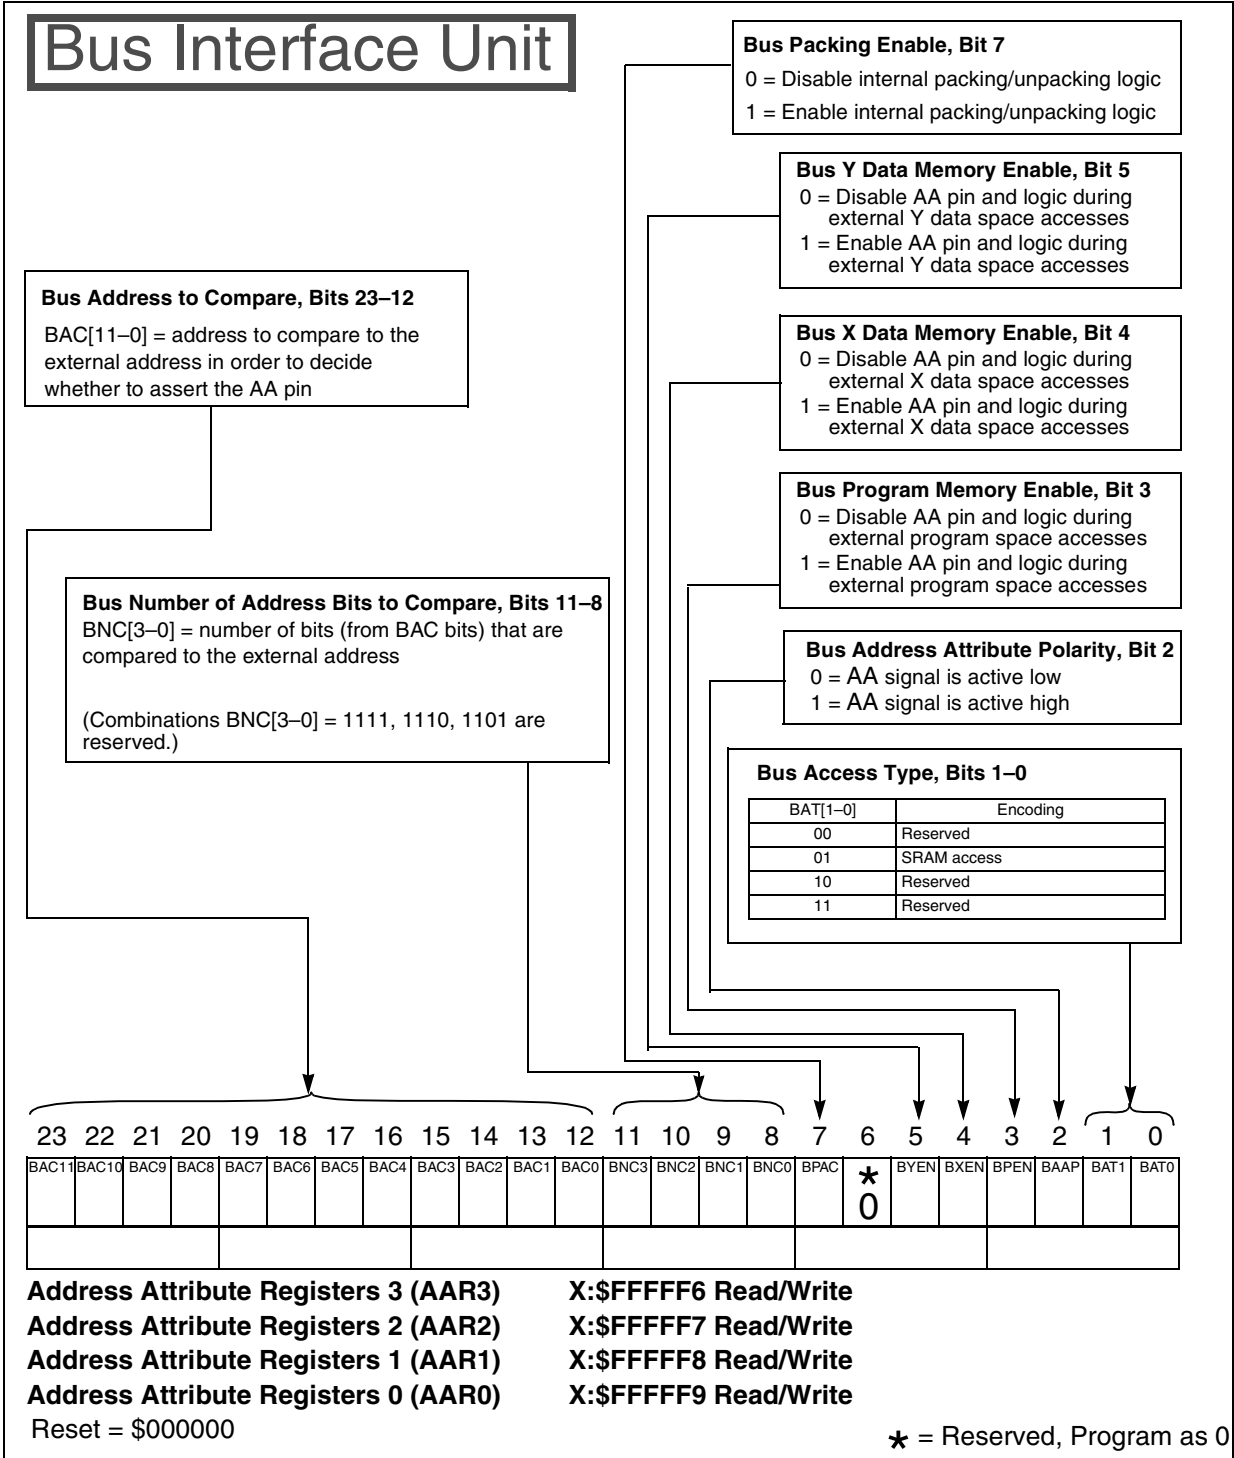 Bus Interface Unit
Bus Packing Enable, Bit 7
0 = Disable internal packing/unpacking logic
1 = Enable internal packing/unpacking logic
Bus Y Data Memory Enable, Bit 5
0 = Disable AA pin and logic during
external Y data space accesses
1 = Enable AA pin and logic during
external Y data space accesses
Bus Address to Compare, Bits 23–12
BAC[11–0] = address to compare to the
external address in order to decide
whether to assert the AA pin
Bus X Data Memory Enable, Bit 4
0 = Disable AA pin and logic during
external X data space accesses
1 = Enable AA pin and logic during
external X data space accesses
Bus Program Memory Enable, Bit 3
0 = Disable AA pin and logic during
external program space accesses
1 = Enable AA pin and logic during
external program space accesses
Bus Number of Address Bits to Compare, Bits 11–8
BNC[3–0] = number of bits (from BAC bits) that are
compared to the external address
(Combinations BNC[3–0] = 1111, 1110, 1101 are
reserved.)
Bus Address Attribute Polarity, Bit 2
0 = AA signal is active low
1 = AA signal is active high
Bus Access Type, Bits 1–0
BAT[1–0] Encoding
00 Reserved
01 SRAM access
10 Reserved
11 Reserved
23 22 21 20 19 18 17 16 15 14 13 12 11 10 9 8 7 6 5 4 3 2 1 0
BAC11 BAC10 BAC9 BAC8 BAC7 BAC6 BAC5 BAC4 BAC3 BAC2 BAC1 BAC0 BNC3 BNC2 BNC1 BNC0 BPAC * BYEN BXEN BPEN BAAP BAT1 BAT0
0
Address Attribute Registers 3 (AAR3) X:$FFFFF6 Read/Write
Address Attribute Registers 2 (AAR2) X:$FFFFF7 Read/Write
Address Attribute Registers 1 (AAR1) X:$FFFFF8 Read/Write
Address Attribute Registers 0 (AAR0) X:$FFFFF9 Read/Write
Reset = $000000
* = Reserved, Program as 0